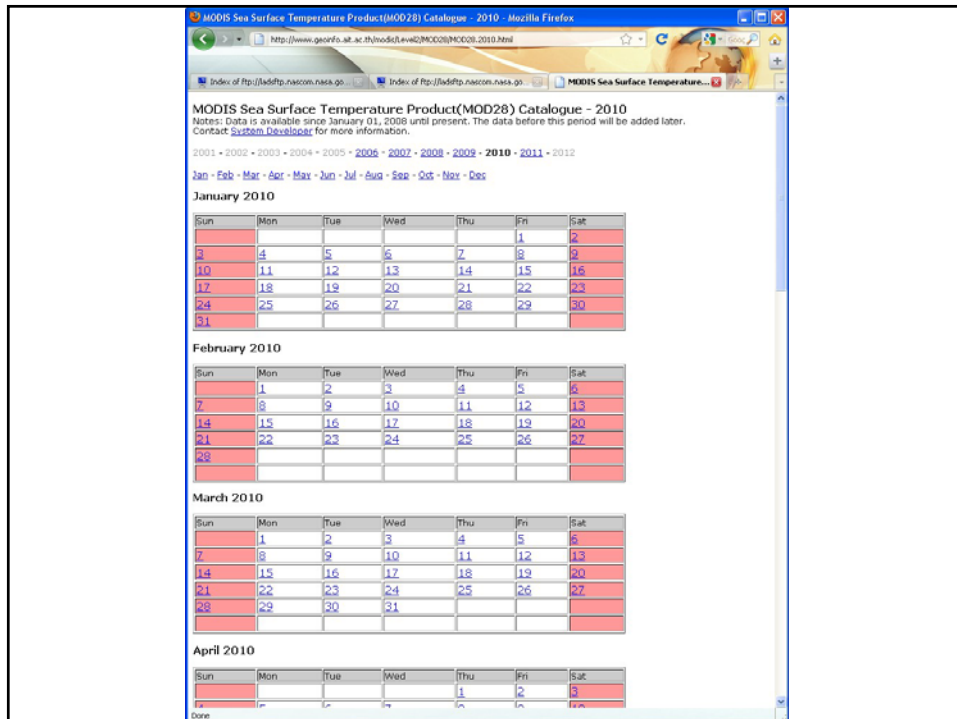 MODIS Sea Surface Temperature Product(MOD28) Catalogue - 2010 - Mozilla Firefox
http://www.geoinfo.ait.ac.th/modis/Level2/MOD28/MOD28.2010.html
Index of ftp://ladsftp.nascom.nasa.go... Index of ftp://ladsftp.nascom.nasa.go... MODIS Sea Surface Temperature...
MODIS Sea Surface Temperature Product(MOD28) Catalogue - 2010
Notes: Data is available since January 01, 2008 until present. The data before this period will be added later.
Contact System Developer for more information.
2001 - 2002 - 2003 - 2004 - 2005 - 2006 - 2007 - 2008 - 2009 - 2010 - 2011 - 2012
Jan - Feb - Mar - Apr - May - Jun - Jul - Aug - Sep - Oct - Nov - Dec
January 2010
Sun Mon Tue Wed Thu Fri Sat
1 2
3 4 5 6 7 8 9
10 11 12 13 14 15 16
17 18 19 20 21 22 23
24 25 26 27 28 29 30
31
February 2010
Sun Mon Tue Wed Thu Fri Sat
1 2 3 4 5 6
7 8 9 10 11 12 13
14 15 16 17 18 19 20
21 22 23 24 25 26 27
28
March 2010
Sun Mon Tue Wed Thu Fri Sat
1 2 3 4 5 6
7 8 9 10 11 12 13
14 15 16 17 18 19 20
21 22 23 24 25 26 27
28 29 30 31
April 2010
Sun Mon Tue Wed Thu Fri Sat
1 2 3
Done